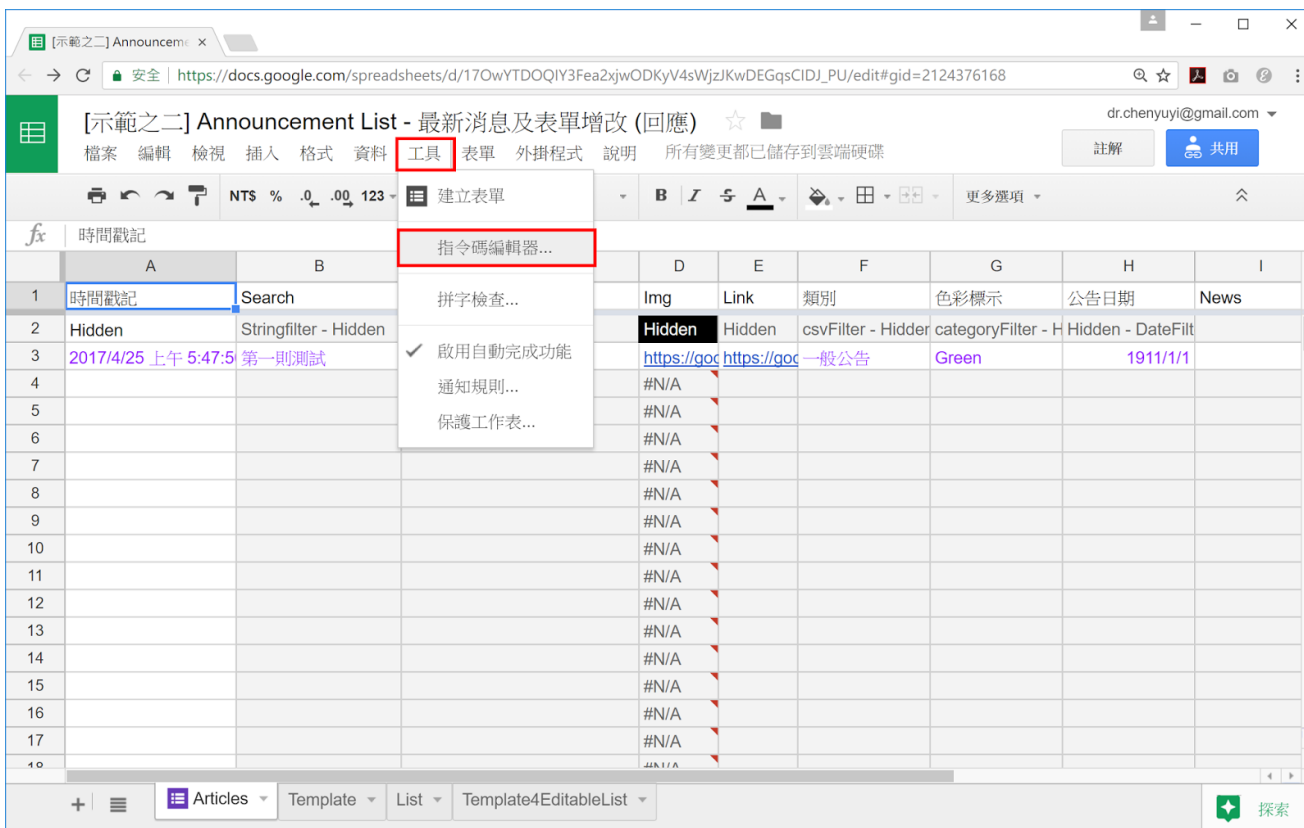 [示範之二] Announceme
安全 https://docs.google.com/spreadsheets/d/17OwYTDOQIY3Fea2xjwODKyV4sWjzJKwDEGqsCIDJ_PU/edit#gid=2124376168
[示範之二] Announcement List - 最新消息及表單增改 (回應)
dr.chenyuyi@gmail.com
檔案 編輯 檢視 插入 格式 資料 工具 表單 外掛程式 說明 所有變更都已儲存到雲端硬碟
註解 共用
NT$ % .0 .00 123 B I S A 更多選項
建立表單
指令碼編輯器...
拼字檢查...
啟用自動完成功能
通知規則...
保護工作表...
fx 時間戳記
A B D E F G H I
1 時間戳記 Search Img Link 類別 色彩標示 公告日期 News
2 Hidden Stringfilter - Hidden Hidden Hidden csvFilter - Hidden categoryFilter - H Hidden - DateFilt
3 2017/4/25 上午 5:47:5 第一則測試 https://goo https://goo 一般公告 Green 1911/1/1
4 #N/A
5 #N/A
6 #N/A
7 #N/A
8 #N/A
9 #N/A
10 #N/A
11 #N/A
12 #N/A
13 #N/A
14 #N/A
15 #N/A
16 #N/A
17 #N/A
18 #N/A
Articles Template List Template4EditableList
探索